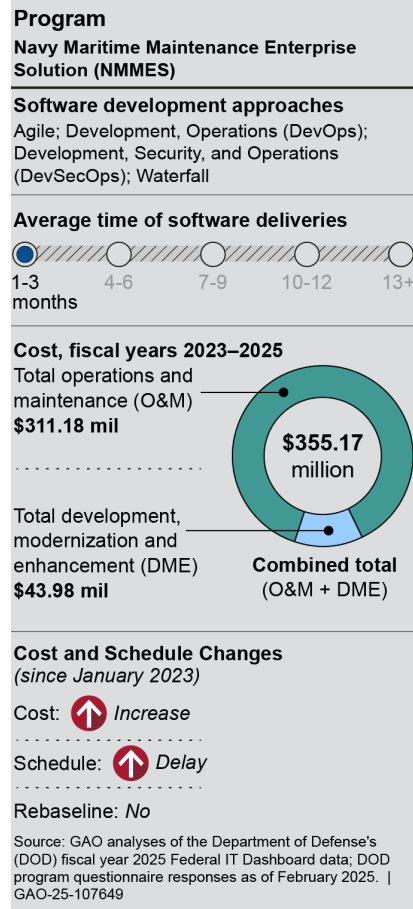 Program
Navy Maritime Maintenance Enterprise
Solution (NMMES)
Software development approaches
Agile; Development, Operations (DevOps);
Development, Security, and Operations
(DevSecOps); Waterfall
Average time of software deliveries
1-3 4-6 7-9 10-12 13+
months
Cost, fiscal years 2023–2025
Total operations and
maintenance (O&M)
$311.18 mil
$355.17
million
Total development,
modernization and
enhancement (DME)
$43.98 mil
Combined total
(O&M + DME)
Cost and Schedule Changes
(since January 2023)
Cost: Increase
Schedule: Delay
Rebaseline: No
Source: GAO analyses of the Department of Defense's
(DOD) fiscal year 2025 Federal IT Dashboard data; DOD
program questionnaire responses as of February 2025. |
GAO-25-107649